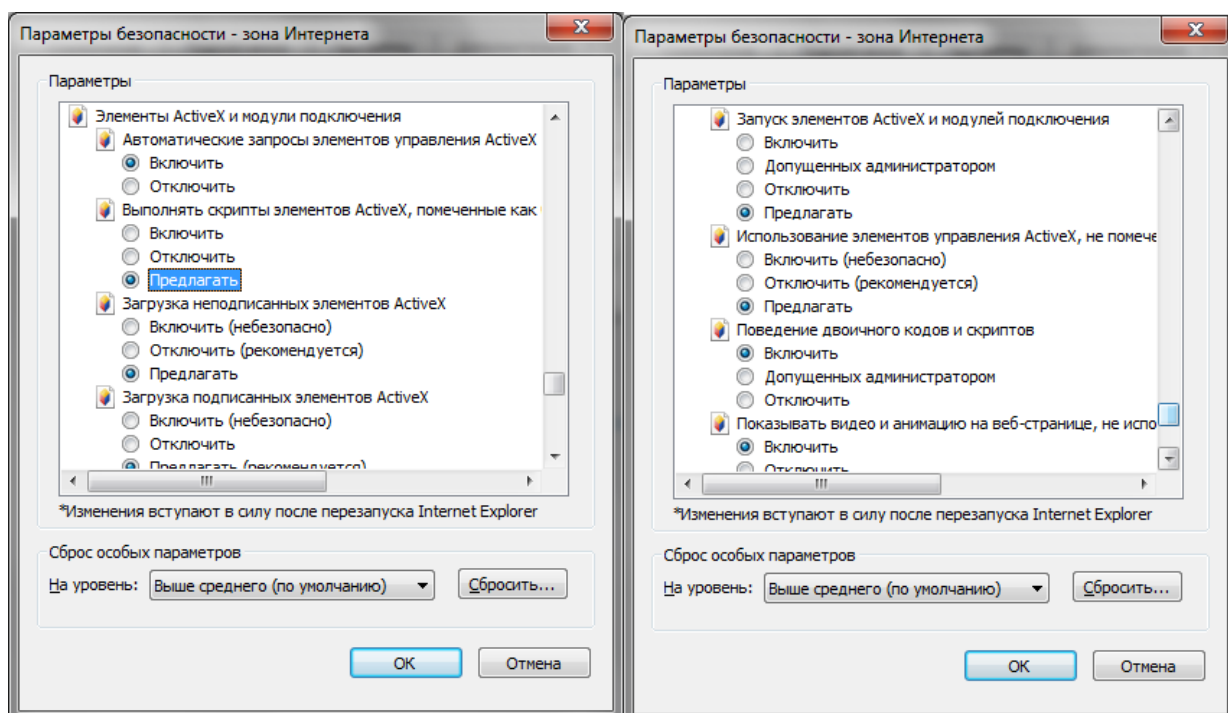 Параметры безопасности - зона Интернета
Параметры
Элементы ActiveX и модули подключения
Автоматические запросы элементов управления ActiveX
Включить
Отключить
Выполнять скрипты элементов ActiveX, помеченные как
Включить
Отключить
Предлагать
Загрузка неподписанных элементов ActiveX
Включить (небезопасно)
Отключить (рекомендуется)
Предлагать
Загрузка подписанных элементов ActiveX
Включить (небезопасно)
Отключить
Предлагать (рекомендуется)
*Изменения вступают в силу после перезапуска Internet Explorer
Сброс особых параметров
На уровень: Выше среднего (по умолчанию) Сбросить...
ОК Отмена
Параметры безопасности - зона Интернета
Параметры
Запуск элементов ActiveX и модулей подключения
Включить
Допущенных администратором
Отключить
Предлагать
Использование элементов управления ActiveX, не помече
Включить (небезопасно)
Отключить (рекомендуется)
Предлагать
Поведение двоичного кодов и скриптов
Включить
Допущенных администратором
Отключить
Показывать видео и анимацию на веб-странице, не испо
Включить
Отключить
*Изменения вступают в силу после перезапуска Internet Explorer
Сброс особых параметров
На уровень: Выше среднего (по умолчанию) Сбросить...
ОК Отмена